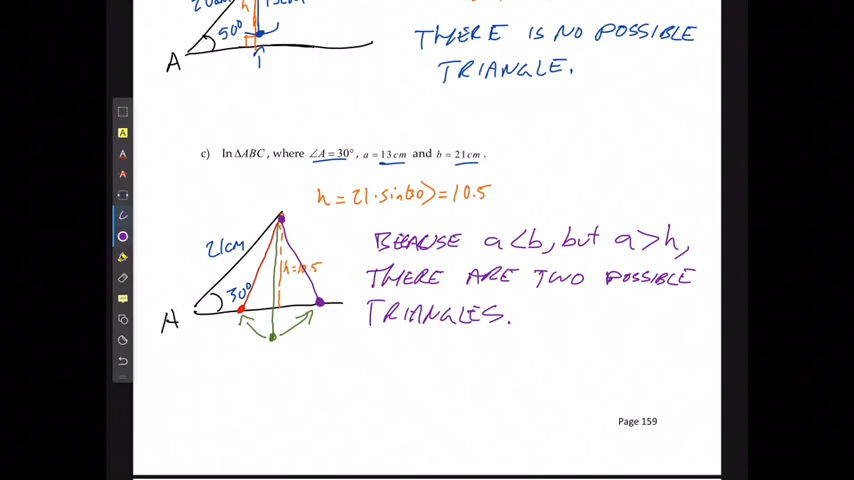 h
50°
A
THERE IS NO POSSIBLE
TRIANGLE.
c) In ΔABC, where ∠A = 30°, a = 13 cm and b = 21 cm.
h = 21·sin(30) = 10.5
21cm
BECAUSE a<b, but a>h,
h=10.5
THERE ARE TWO POSSIBLE
30°
TRIANGLES.
A
Page 159